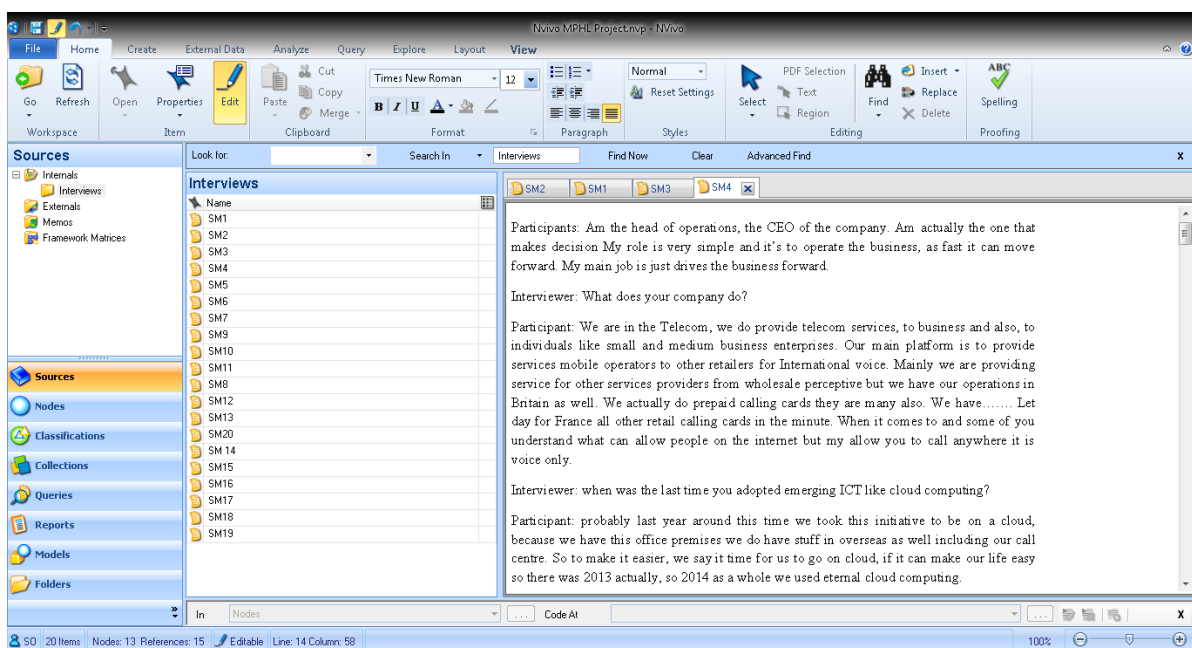 Nvivo MPHL Project.nvp - NVivo
File Home Create External Data Analyze Query Explore Layout View
Go Refresh Open Properties Edit Paste Cut Copy Merge
Times New Roman 12
B I U A
Normal
Reset Settings
Select PDF Selection Text Region Find Insert Replace Delete
ABC
Spelling
Workspace Item Clipboard Format Paragraph Styles Editing Proofing
Sources
Look for: Search In Interviews Find Now Clear Advanced Find x
Internals
Interviews
Externals
Memos
Framework Matrices
Sources
Nodes
Classifications
Collections
Queries
Reports
Models
Folders
Interviews
Name
SM1
SM2
SM3
SM4
SM5
SM6
SM7
SM9
SM10
SM11
SM8
SM12
SM13
SM20
SM 14
SM15
SM16
SM17
SM18
SM19
SM2 SM1 SM3 SM4 x
Participants: Am the head of operations, the CEO of the company. Am actually the one that
makes decision My role is very simple and it's to operate the business, as fast it can move
forward. My main job is just drives the business forward.
Interviewer: What does your company do?
Participant: We are in the Telecom, we do provide telecom services, to business and also, to
individuals like small and medium business enterprises. Our main platform is to provide
services mobile operators to other retailers for International voice. Mainly we are providing
service for other services providers from wholesale perceptive but we have our operations in
Britain as well. We actually do prepaid calling cards they are many also. We have....... Let
day for France all other retail calling cards in the minute. When it comes to and some of you
understand what can allow people on the internet but my allow you to call anywhere it is
voice only.
Interviewer: when was the last time you adopted emerging ICT like cloud computing?
Participant: probably last year around this time we took this initiative to be on a cloud,
because we have this office premises we do have stuff in overseas as well including our call
centre. So to make it easier, we say it time for us to go on cloud, if it can make our life easy
so there was 2013 actually, so 2014 as a whole we used eternal cloud computing.
In Nodes ... Code At ... x
SO 20 Items Nodes: 13 References: 15 Editable Line: 14 Column: 58 100%